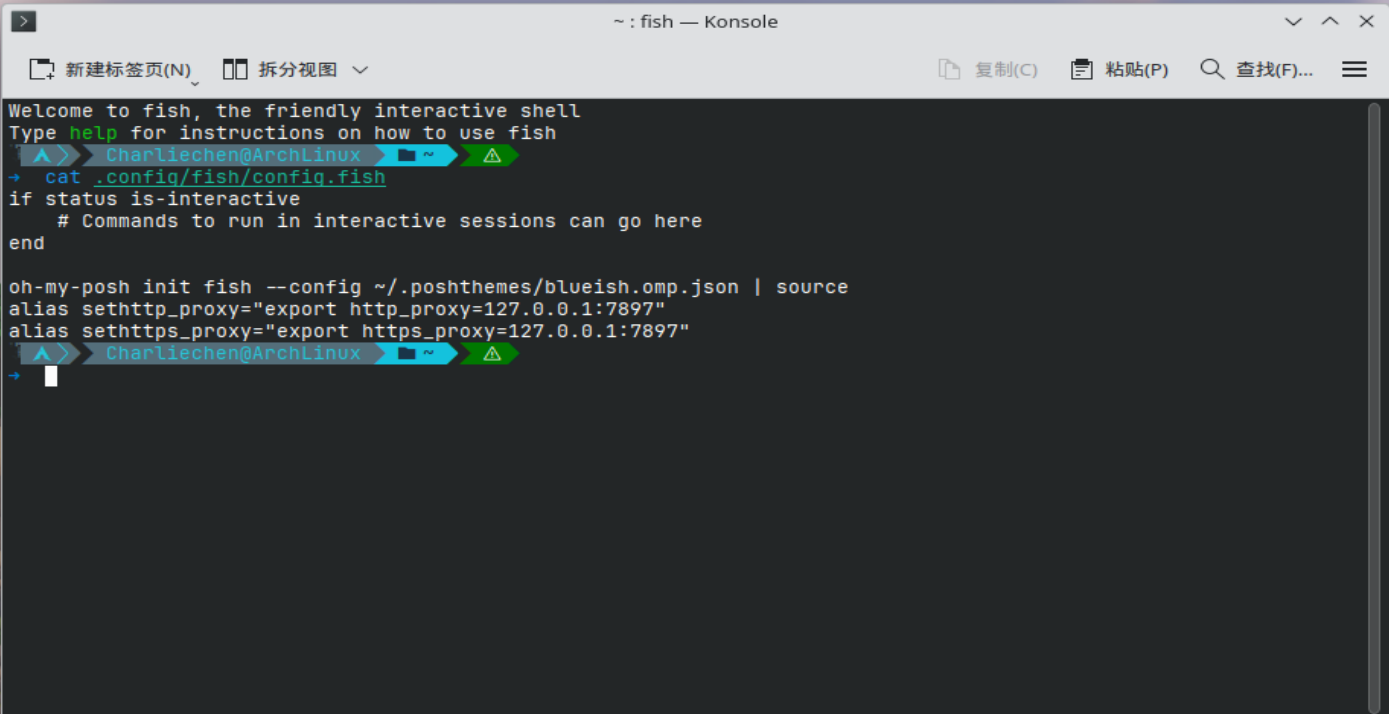 ~ : fish — Konsole
新建标签页(N) 拆分视图 复制(C) 粘贴(P) 查找(F)...
Welcome to fish, the friendly interactive shell
Type help for instructions on how to use fish
Charliechen@ArchLinux ~
→ cat .config/fish/config.fish
if status is-interactive
    # Commands to run in interactive sessions can go here
end
oh-my-posh init fish --config ~/.poshthemes/blueish.omp.json | source
alias sethttp_proxy="export http_proxy=127.0.0.1:7897"
alias sethttps_proxy="export https_proxy=127.0.0.1:7897"
Charliechen@ArchLinux ~
→